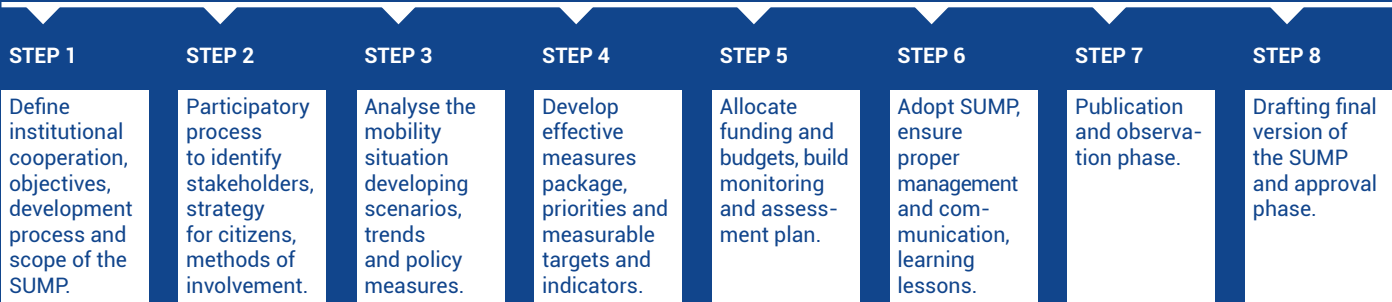 STEP 1
Define
institutional
cooperation,
objectives,
development
process and
scope of the
SUMP.
STEP 2
Participatory
process
to identify
stakeholders,
strategy
for citizens,
methods of
involvement.
STEP 3
Analyse the
mobility
situation
developing
scenarios,
trends
and policy
measures.
STEP 4
Develop
effective
measures
package,
priorities and
measurable
targets and
indicators.
STEP 5
Allocate
funding and
budgets, build
monitoring
and assess-
ment plan.
STEP 6
Adopt SUMP,
ensure
proper
management
and com-
munication,
learning
lessons.
STEP 7
Publication
and observa-
tion phase.
STEP 8
Drafting final
version of
the SUMP
and approval
phase.